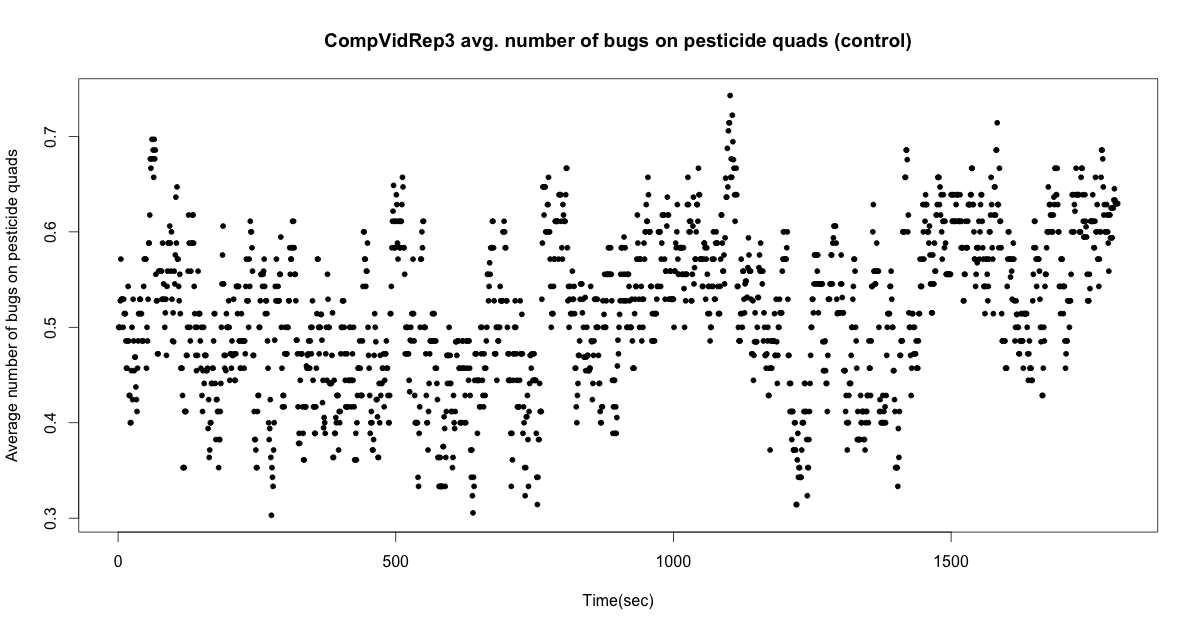 CompVidRep3 avg. number of bugs on pesticide quads (control)
Average number of bugs on pesticide quads
0.7
0.6
0.5
0.4
0.3
0 500 1000 1500
Time(sec)